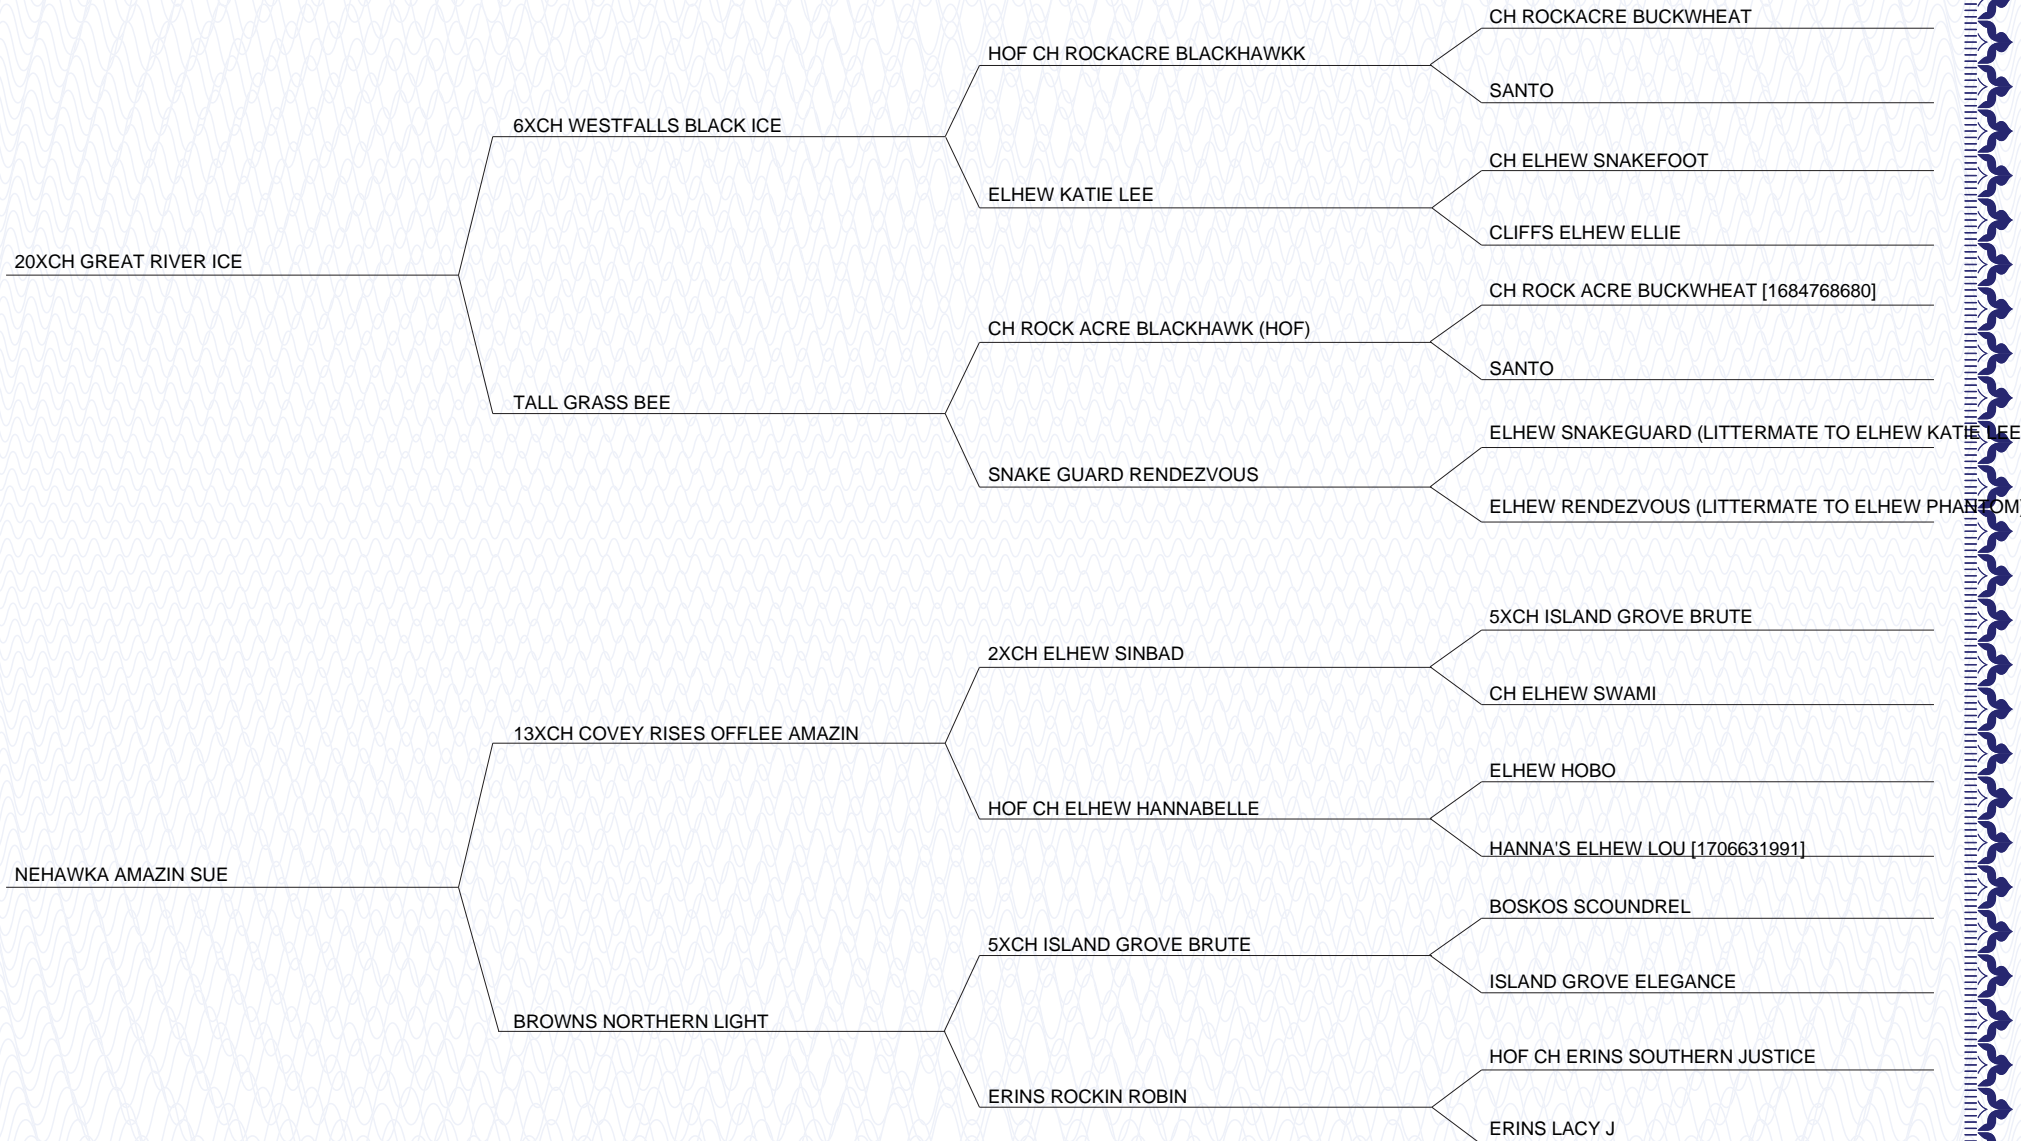 CH ROCKACRE BUCKWHEAT
HOF CH ROCKACRE BLACKHAWKK
SANTO
6XCH WESTFALLS BLACK ICE
CH ELHEW SNAKEFOOT
ELHEW KATIE LEE
CLIFFS ELHEW ELLIE
20XCH GREAT RIVER ICE
CH ROCK ACRE BUCKWHEAT [1684768680]
CH ROCK ACRE BLACKHAWK (HOF)
SANTO
TALL GRASS BEE
ELHEW SNAKEGUARD (LITTERMATE TO ELHEW KATIE LEE
SNAKE GUARD RENDEZVOUS
ELHEW RENDEZVOUS (LITTERMATE TO ELHEW PHANTOM)
5XCH ISLAND GROVE BRUTE
2XCH ELHEW SINBAD
CH ELHEW SWAMI
13XCH COVEY RISES OFFLEE AMAZIN
ELHEW HOBO
HOF CH ELHEW HANNABELLE
HANNA'S ELHEW LOU [1706631991]
NEHAWKA AMAZIN SUE
BOSKOS SCOUNDREL
5XCH ISLAND GROVE BRUTE
ISLAND GROVE ELEGANCE
BROWNS NORTHERN LIGHT
HOF CH ERINS SOUTHERN JUSTICE
ERINS ROCKIN ROBIN
ERINS LACY J